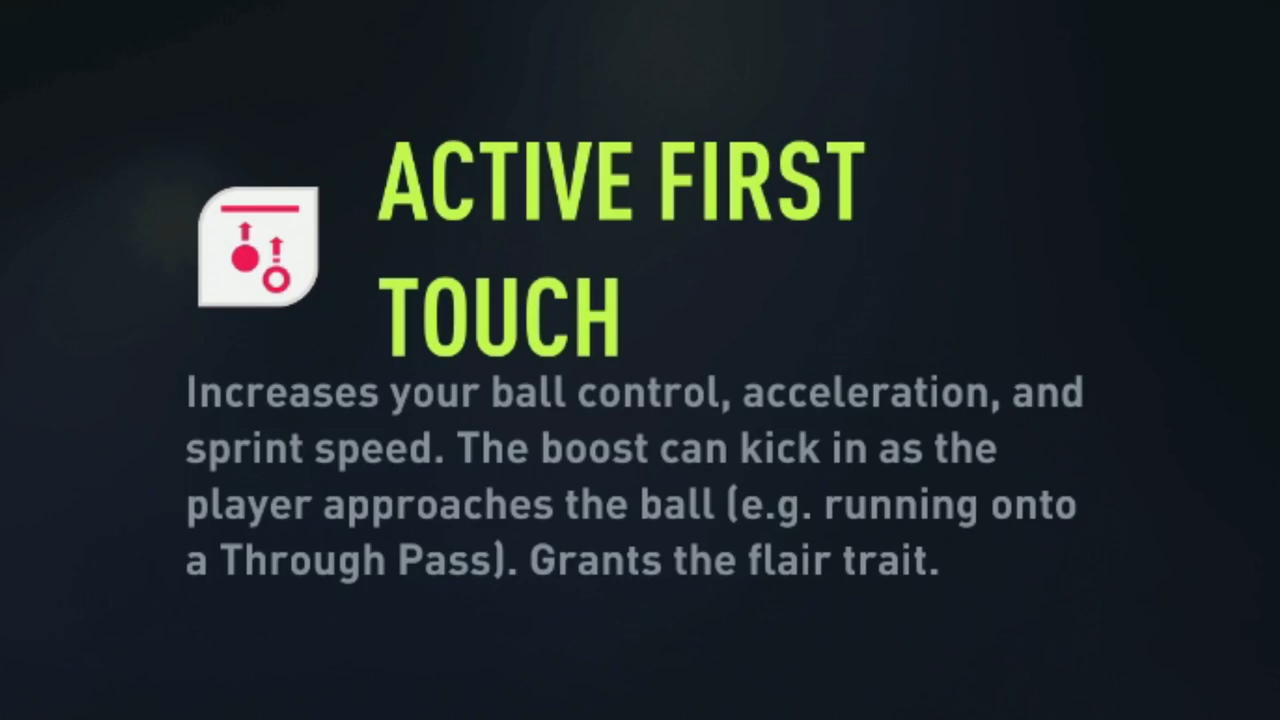 ACTIVE FIRST
TOUCH
Increases your ball control, acceleration, and
sprint speed. The boost can kick in as the
player approaches the ball (e.g. running onto
a Through Pass). Grants the flair trait.